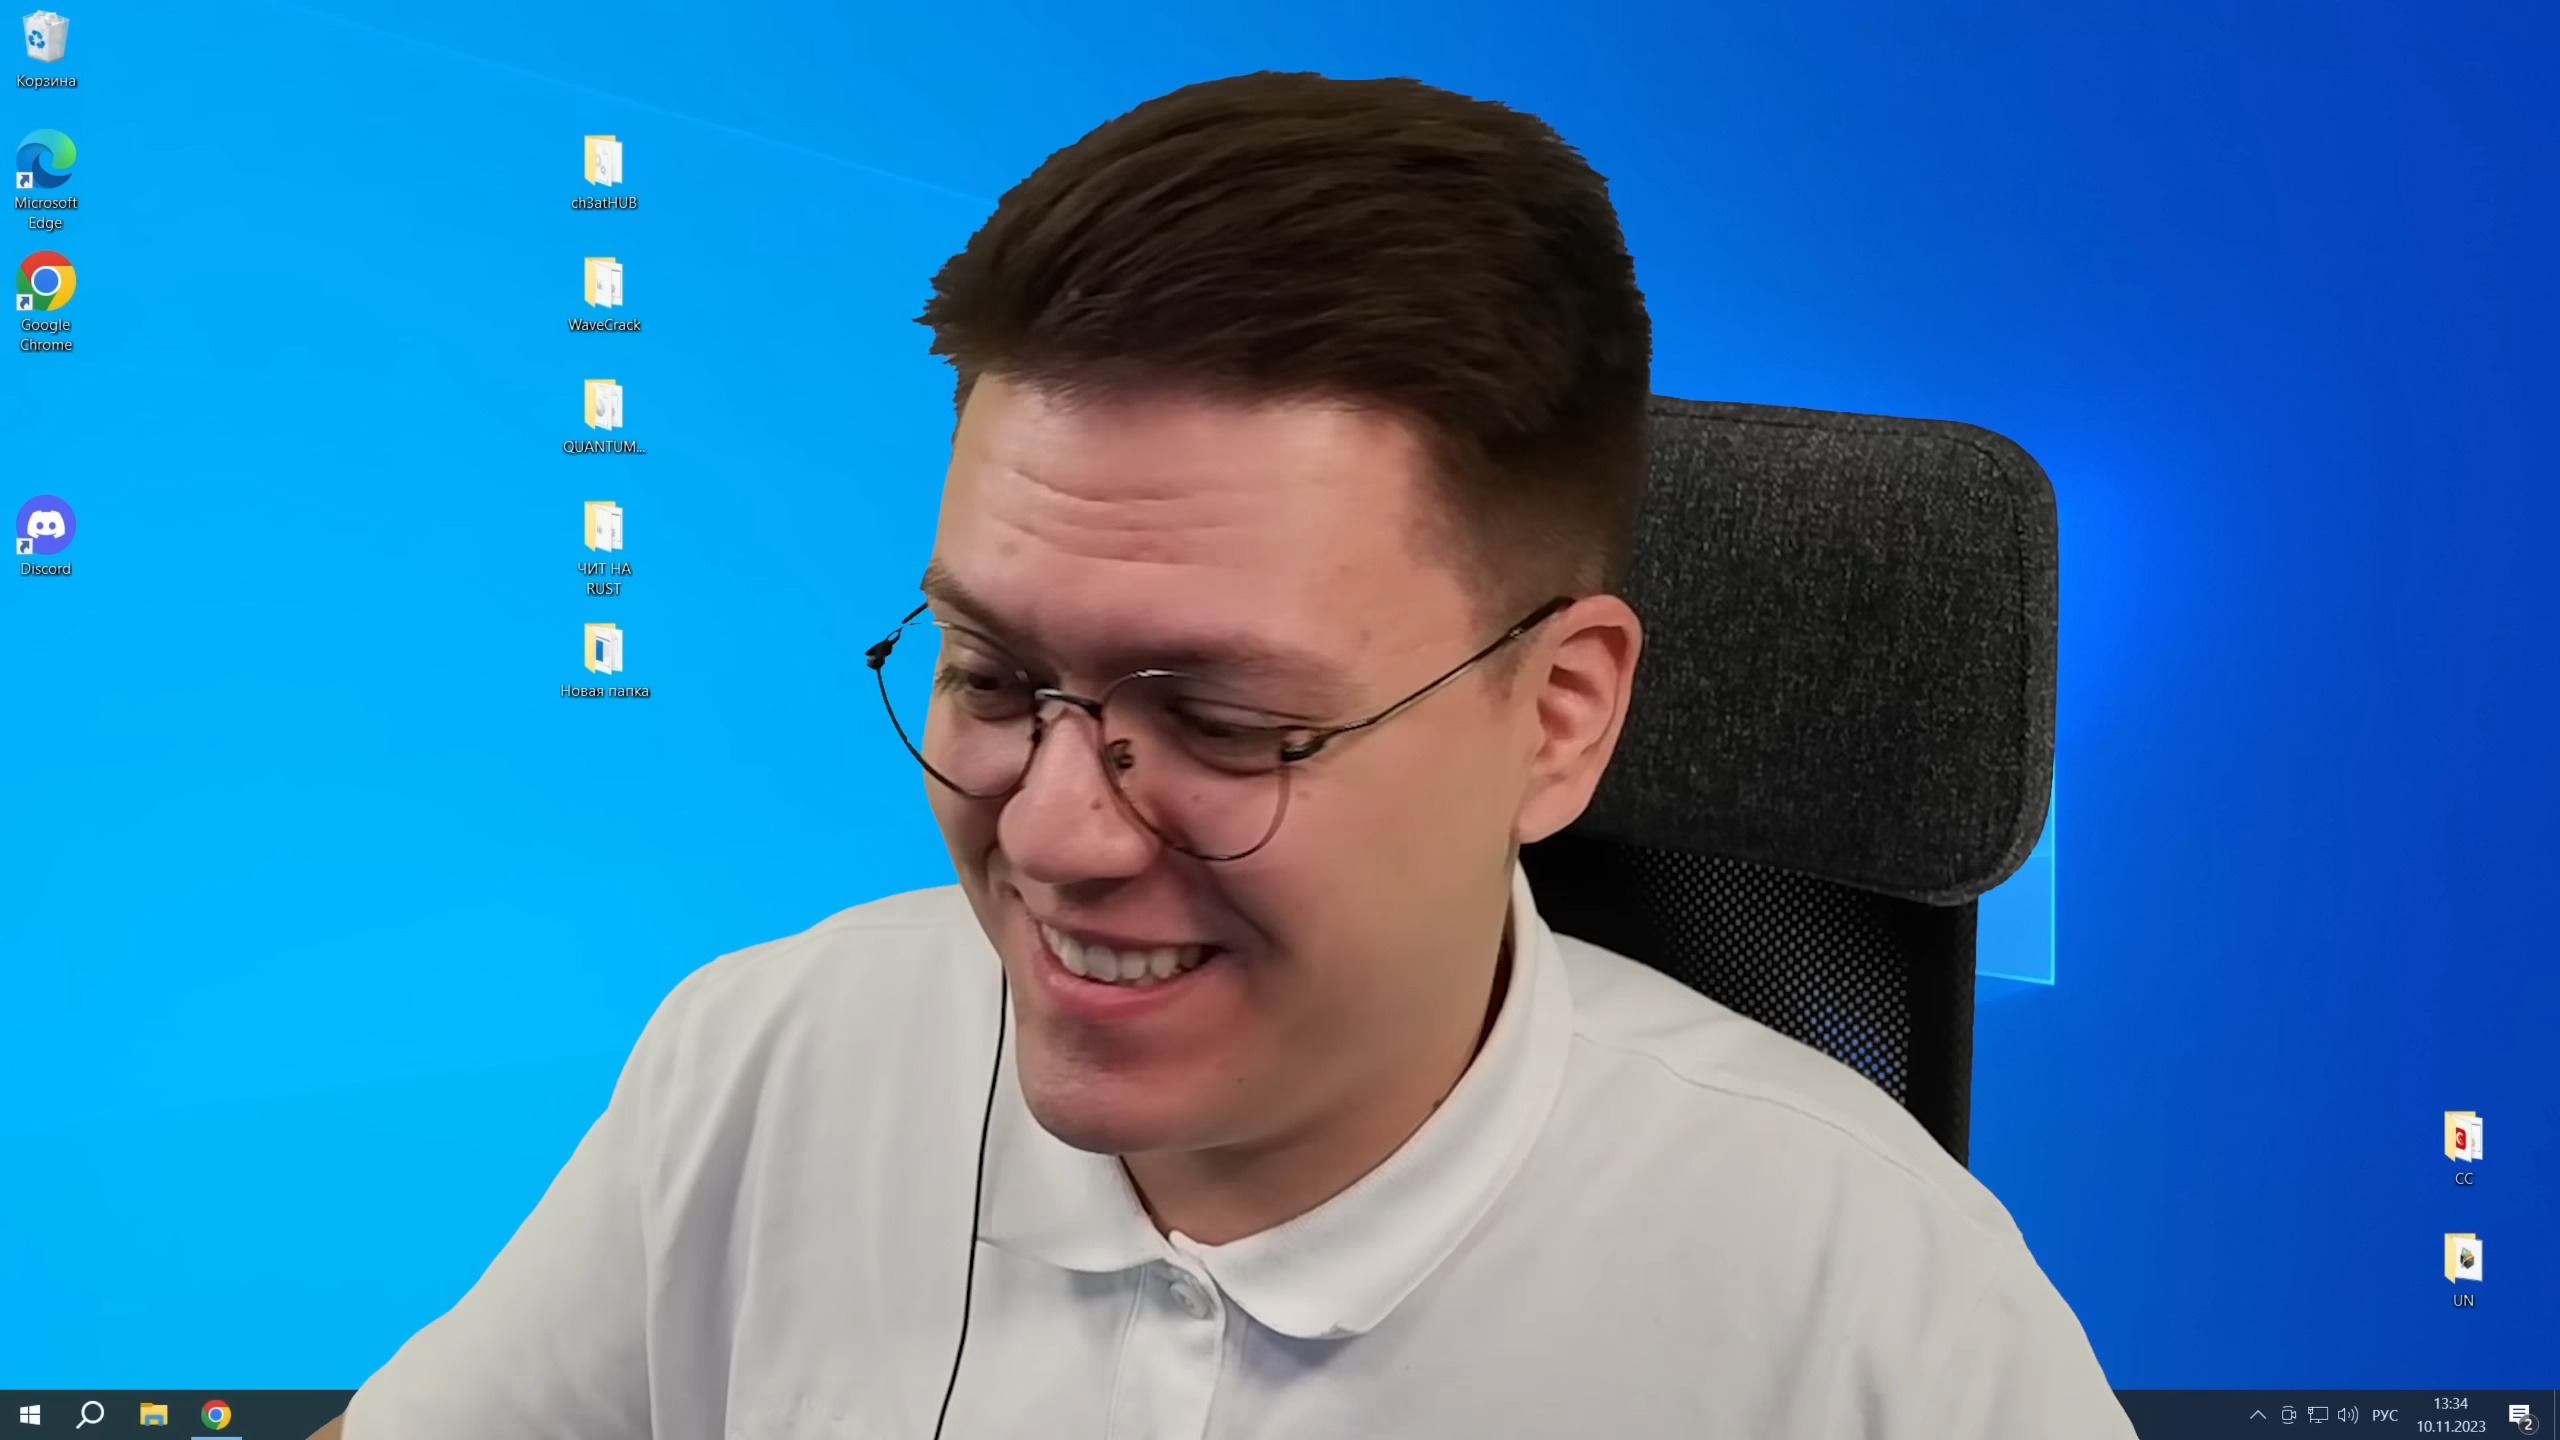 Корзина
Microsoft
Edge
Google
Chrome
Discord
ch3atHUB
WaveCrack
QUANTUM...
ЧИТ НА
RUST
Новая папка
CC
UN
РУС
13:34
10.11.2023
2